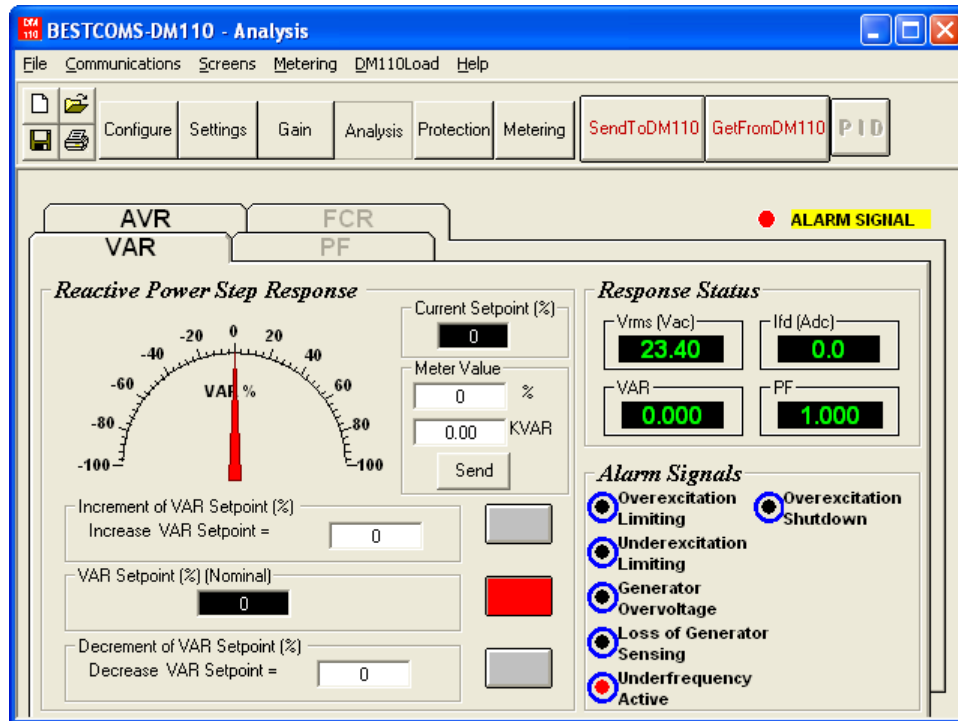 DM
110
BESTCOMS-DM110 - Analysis
File Communications Screens Metering DM110Load Help
Configure Settings Gain Analysis Protection Metering SendToDM110 GetFromDM110 PID
AVR FCR
ALARM SIGNAL
VAR PF
Reactive Power Step Response
-100 -80 -60 -40 -20 0 20 40 60 80 100
VAR %
Current Setpoint (%)
0
Meter Value
0 %
0.00 KVAR
Send
Increment of VAR Setpoint (%)
Increase VAR Setpoint = 0
VAR Setpoint (%) (Nominal)
0
Decrement of VAR Setpoint (%)
Decrease VAR Setpoint = 0
Response Status
Vrms (Vac) Ifd (Adc)
23.40 0.0
VAR PF
0.000 1.000
Alarm Signals
Overexcitation
Limiting
Overexcitation
Shutdown
Underexcitation
Limiting
Generator
Overvoltage
Loss of Generator
Sensing
Underfrequency
Active